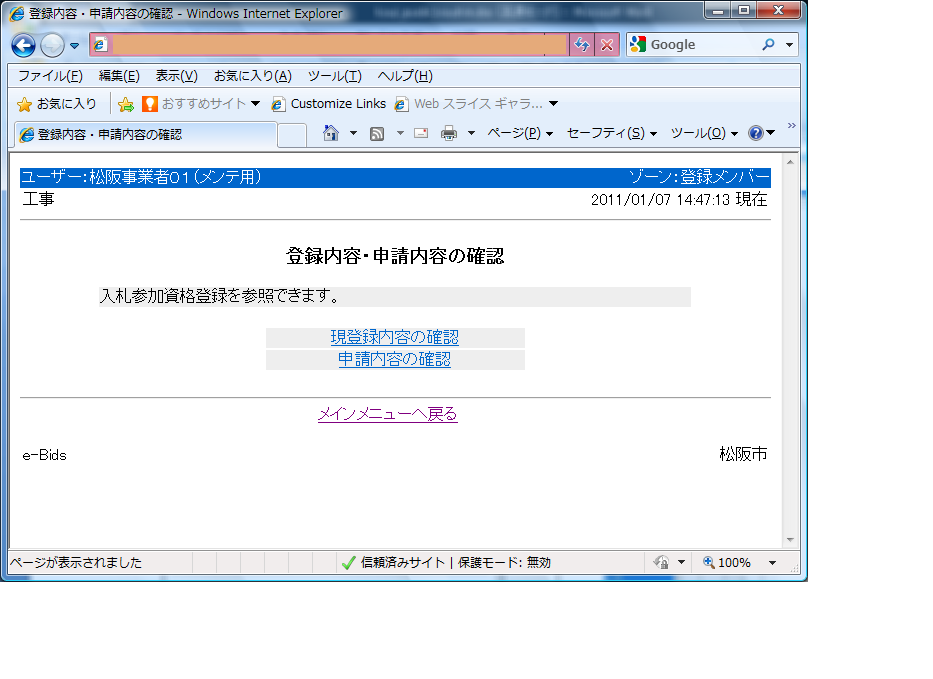 登録内容・申請内容の確認 - Windows Internet Explorer
Google
ファイル(F) 編集(E) 表示(V) お気に入り(A) ツール(T) ヘルプ(H)
お気に入り おすすめサイト Customize Links Web スライス ギャラ...
登録内容・申請内容の確認 ページ(P) セーフティ(S) ツール(O) »
ユーザー:松阪事業者０１(メンテ用) ゾーン:登録メンバー
工事 2011/01/07 14:47:13 現在
登録内容・申請内容の確認
入札参加資格登録を参照できます。
現登録内容の確認
申請内容の確認
メインメニューへ戻る
e-Bids 松阪市
ページが表示されました 信頼済みサイト | 保護モード: 無効 100%